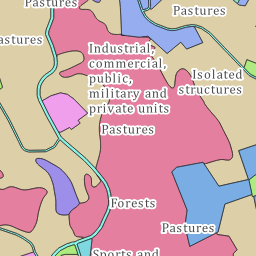 Pastures
Pastures
Pastures
Industrial,
commercial,
public,
military and
private units
Isolated
structures
Pastures
Forests
Pastures
Sports and